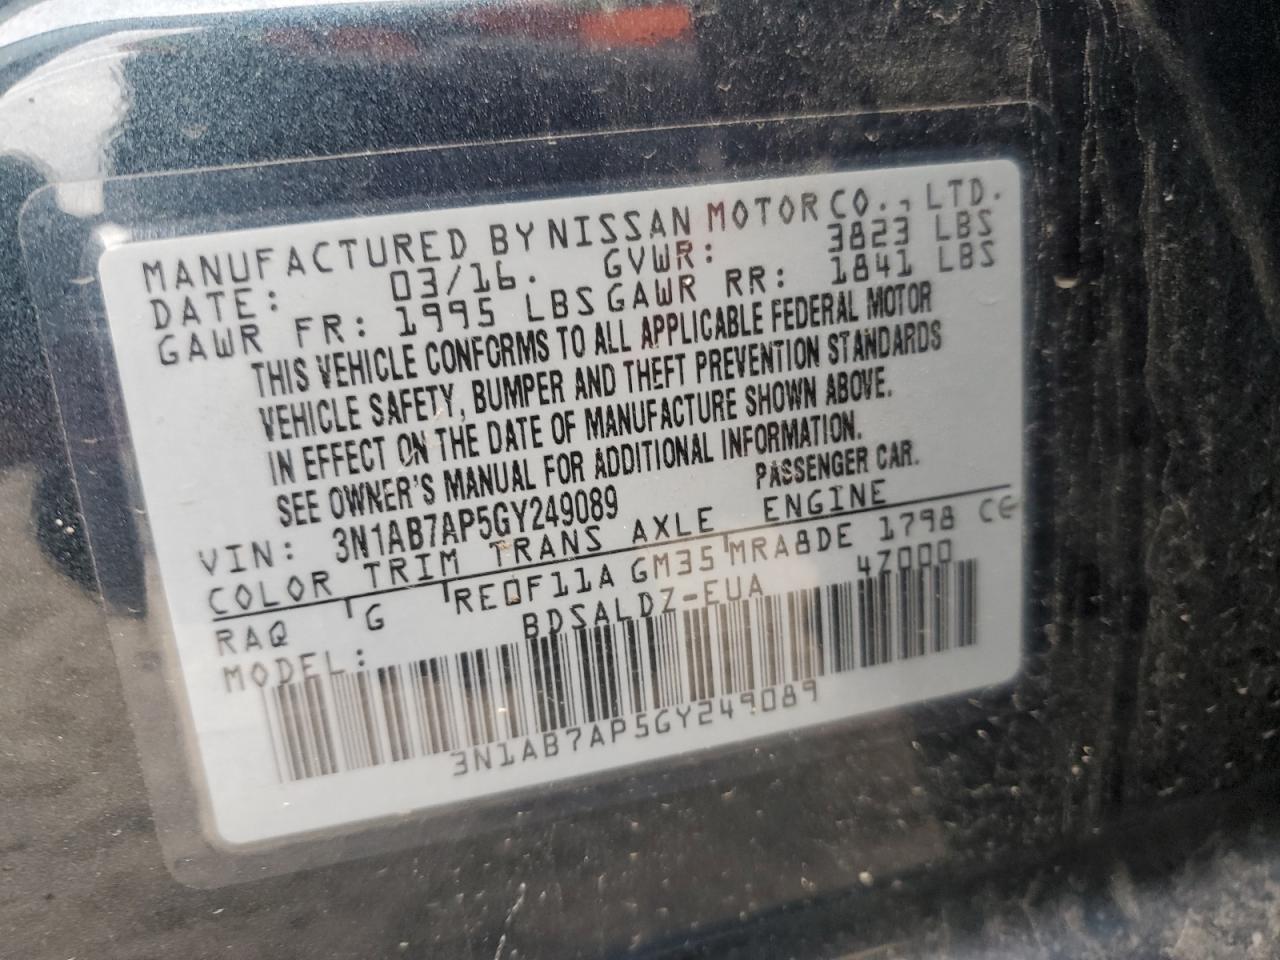 MANUFACTURED BY NISSAN MOTOR CO., LTD.
DATE: 03/16. GVWR: 3823 LBS
GAWR FR: 1995 LBS GAWR RR: 1841 LBS
THIS VEHICLE CONFORMS TO ALL APPLICABLE FEDERAL MOTOR
VEHICLE SAFETY, BUMPER AND THEFT PREVENTION STANDARDS
IN EFFECT ON THE DATE OF MANUFACTURE SHOWN ABOVE.
SEE OWNER'S MANUAL FOR ADDITIONAL INFORMATION.
VIN: 3N1AB7AP5GY249089 PASSENGER CAR.
COLOR TRIM TRANS AXLE ENGINE
RAQ G RE0F11A GM35 MRA8DE 1798 CC
MODEL: BDSALDZ-EUA 4Z000
3N1AB7AP5GY249089